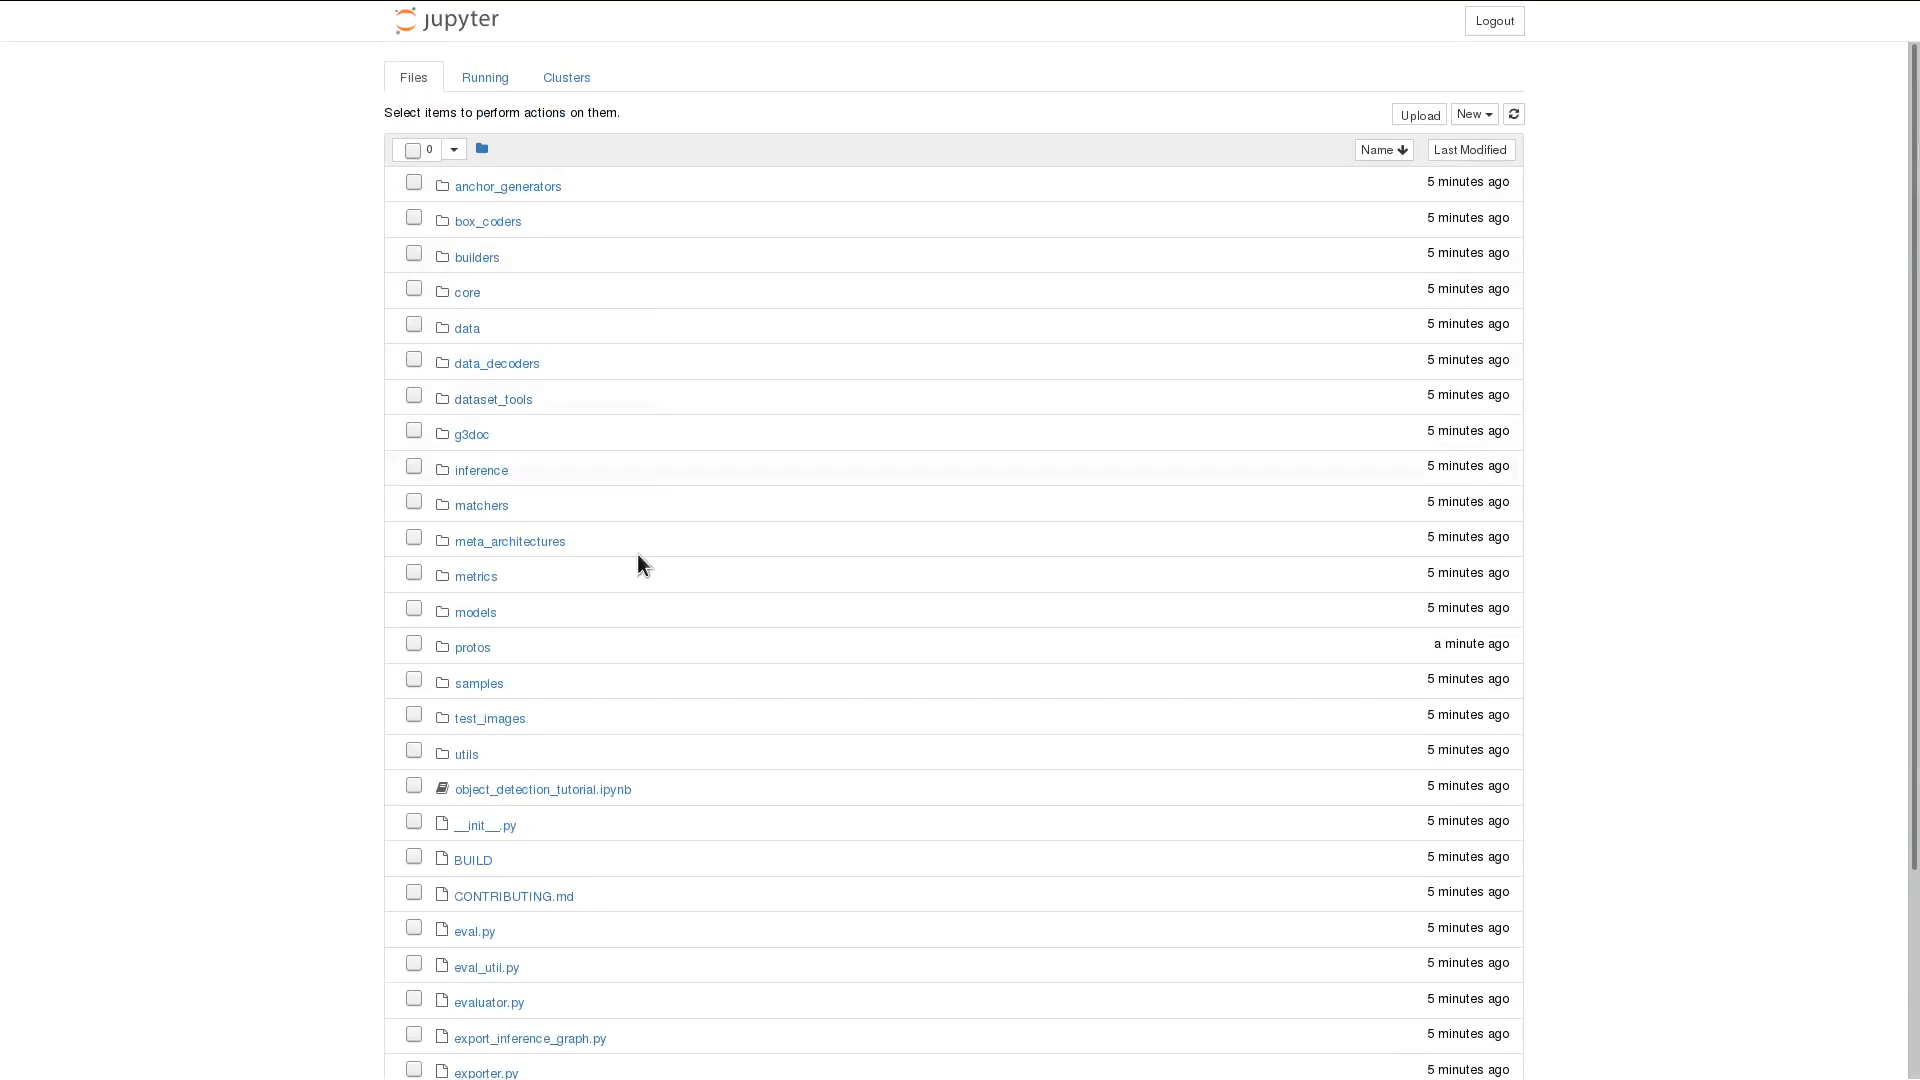 jupyter
Logout
Files Running Clusters
Select items to perform actions on them.
Upload New
0 Name Last Modified
anchor_generators 5 minutes ago
box_coders 5 minutes ago
builders 5 minutes ago
core 5 minutes ago
data 5 minutes ago
data_decoders 5 minutes ago
dataset_tools 5 minutes ago
g3doc 5 minutes ago
inference 5 minutes ago
matchers 5 minutes ago
meta_architectures 5 minutes ago
metrics 5 minutes ago
models 5 minutes ago
protos a minute ago
samples 5 minutes ago
test_images 5 minutes ago
utils 5 minutes ago
object_detection_tutorial.ipynb 5 minutes ago
__init__.py 5 minutes ago
BUILD 5 minutes ago
CONTRIBUTING.md 5 minutes ago
eval.py 5 minutes ago
eval_util.py 5 minutes ago
evaluator.py 5 minutes ago
export_inference_graph.py 5 minutes ago
exporter.py 5 minutes ago